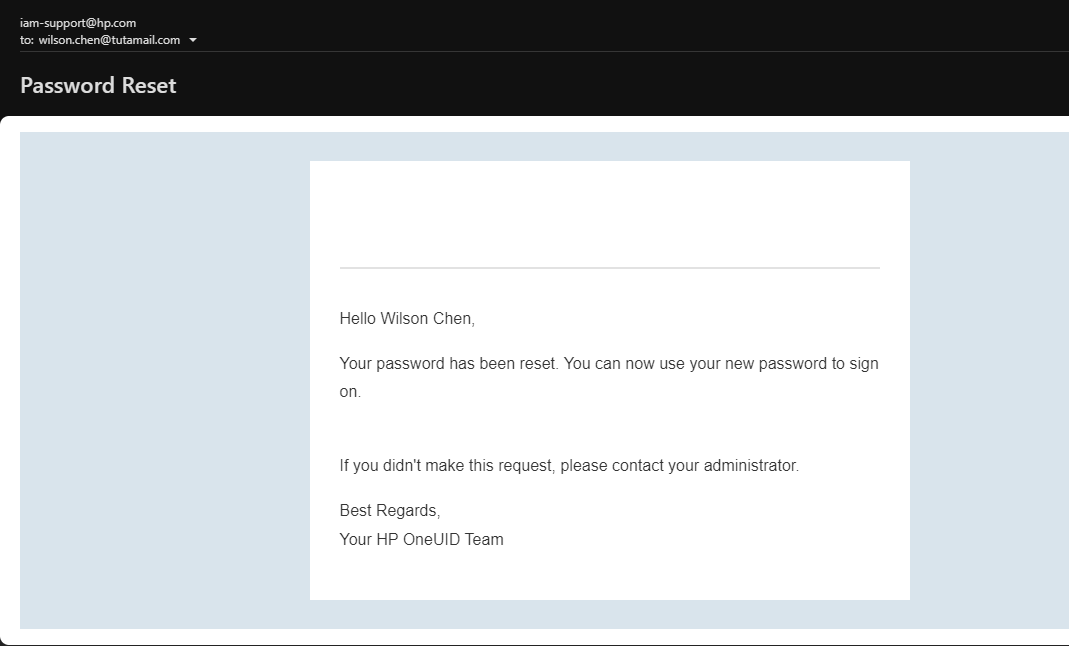 iam-support@hp.com
to: wilson.chen@tutamail.com
Password Reset
Hello Wilson Chen,
Your password has been reset. You can now use your new password to sign
on.
If you didn't make this request, please contact your administrator.
Best Regards,
Your HP OneUID Team